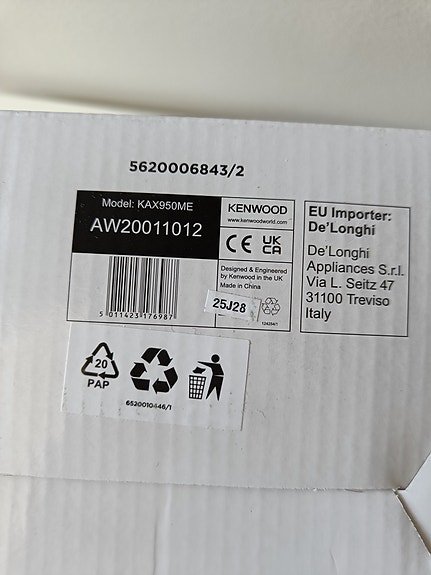 5620006843/2
Model: KAX950ME
AW20011012
5 011423 176987
KENWOOD
www.kenwoodworld.com
CE UK CA
Designed & Engineered
by Kenwood in the UK
Made in China
25J28
128284/1
EU Importer:
De'Longhi
De'Longhi
Appliances S.r.l.
Via L. Seitz 47
31100 Treviso
Italy
20
PAP
6520010446/1